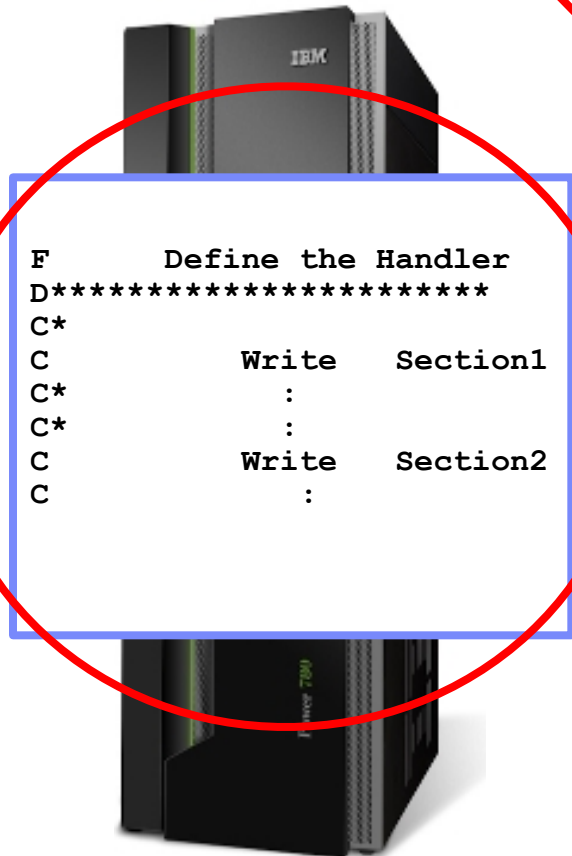 IBM
F Define the Handler
D***********************
C*
C Write Section1
C* :
C* :
C Write Section2
C :
Power 780